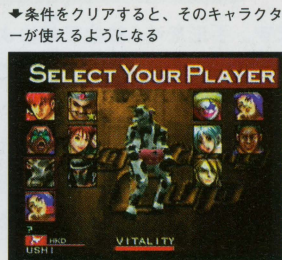 🡇条件をクリアすると、そのキャラクタ
ーが使えるようになる
SELECT YOUR PLAYER
?
HKD
USHI
VITALITY